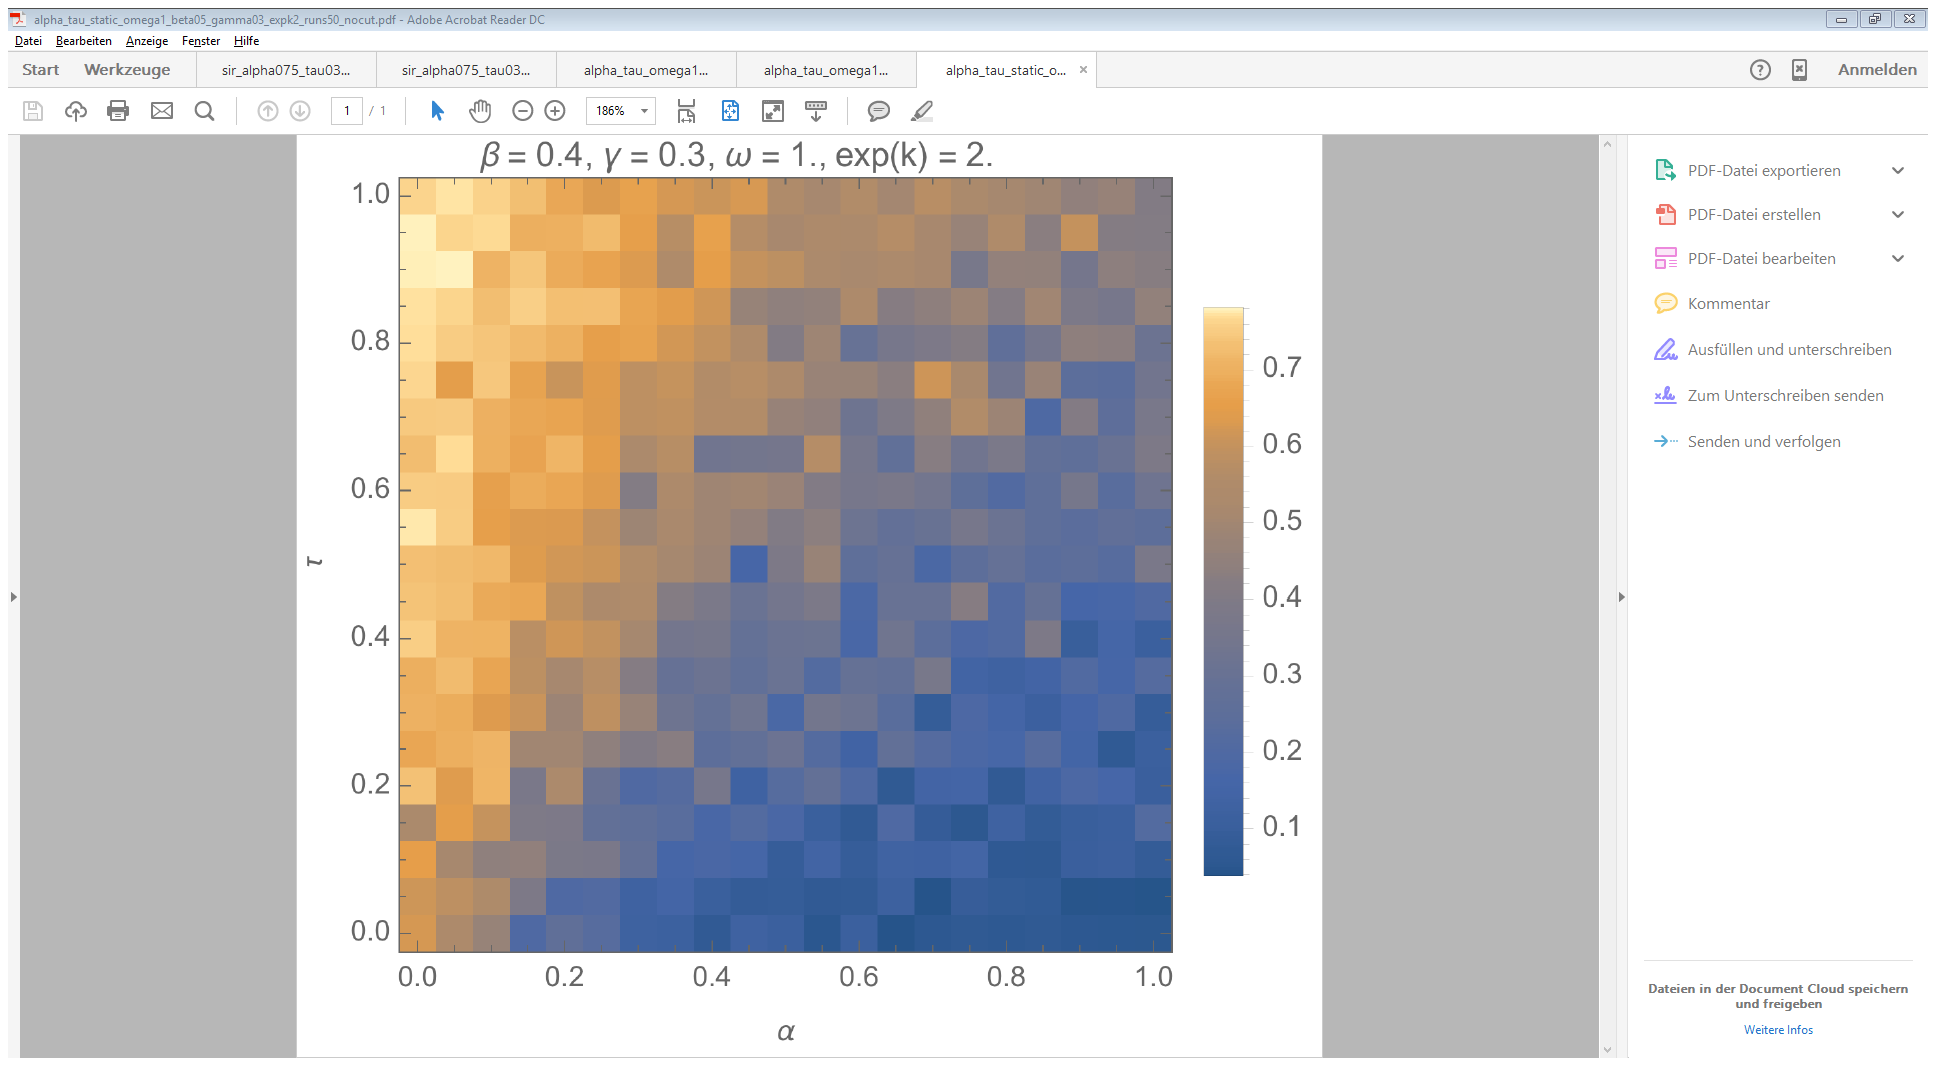 alpha_tau_static_omega1_beta05_gamma03_expk2_runs50_nocut.pdf - Adobe Acrobat Reader DC
Datei Bearbeiten Anzeige Fenster Hilfe
Start Werkzeuge sir_alpha075_tau03... sir_alpha075_tau03... alpha_tau_omega1... alpha_tau_omega1... alpha_tau_static_o... × Anmelden
1 / 1 186%
β = 0.4, γ = 0.3, ω = 1., exp(k) = 2.
1.0
0.8
0.6
0.4
0.2
0.0
τ
0.0 0.2 0.4 0.6 0.8 1.0
α
0.7
0.6
0.5
0.4
0.3
0.2
0.1
PDF-Datei exportieren
PDF-Datei erstellen
PDF-Datei bearbeiten
Kommentar
Ausfüllen und unterschreiben
Zum Unterschreiben senden
Senden und verfolgen
Dateien in der Document Cloud speichern
und freigeben
Weitere Infos